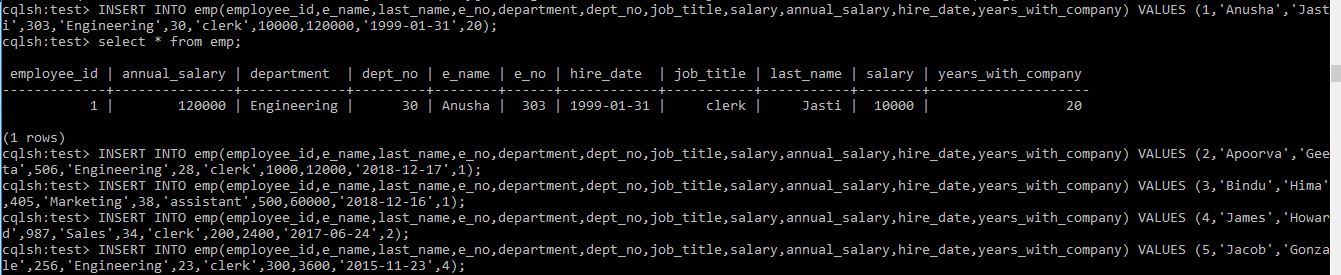 cqlsh:test> INSERT INTO emp(employee_id,e_name,last_name,e_no,department,dept_no,job_title,salary,annual_salary,hire_date,years_with_company) VALUES (1,'Anusha','Jast
i',303,'Engineering',30,'clerk',10000,120000,'1999-01-31',20);
cqlsh:test> select * from emp;
employee_id | annual_salary | department  | dept_no | e_name | e_no | hire_date  | job_title | last_name | salary | years_with_company
-------------+---------------+-------------+---------+--------+------+------------+-----------+-----------+--------+--------------------
           1 |        120000 | Engineering |      30 | Anusha |  303 | 1999-01-31 |     clerk |     Jasti |  10000 |                 20
(1 rows)
cqlsh:test> INSERT INTO emp(employee_id,e_name,last_name,e_no,department,dept_no,job_title,salary,annual_salary,hire_date,years_with_company) VALUES (2,'Apoorva','Gee
ta',506,'Engineering',28,'clerk',1000,12000,'2018-12-17',1);
cqlsh:test> INSERT INTO emp(employee_id,e_name,last_name,e_no,department,dept_no,job_title,salary,annual_salary,hire_date,years_with_company) VALUES (3,'Bindu','Hima'
,405,'Marketing',38,'assistant',500,60000,'2018-12-16',1);
cqlsh:test> INSERT INTO emp(employee_id,e_name,last_name,e_no,department,dept_no,job_title,salary,annual_salary,hire_date,years_with_company) VALUES (4,'James','Howar
d',987,'Sales',34,'clerk',200,2400,'2017-06-24',2);
cqlsh:test> INSERT INTO emp(employee_id,e_name,last_name,e_no,department,dept_no,job_title,salary,annual_salary,hire_date,years_with_company) VALUES (5,'Jacob','Gonza
le',256,'Engineering',23,'clerk',300,3600,'2015-11-23',4);